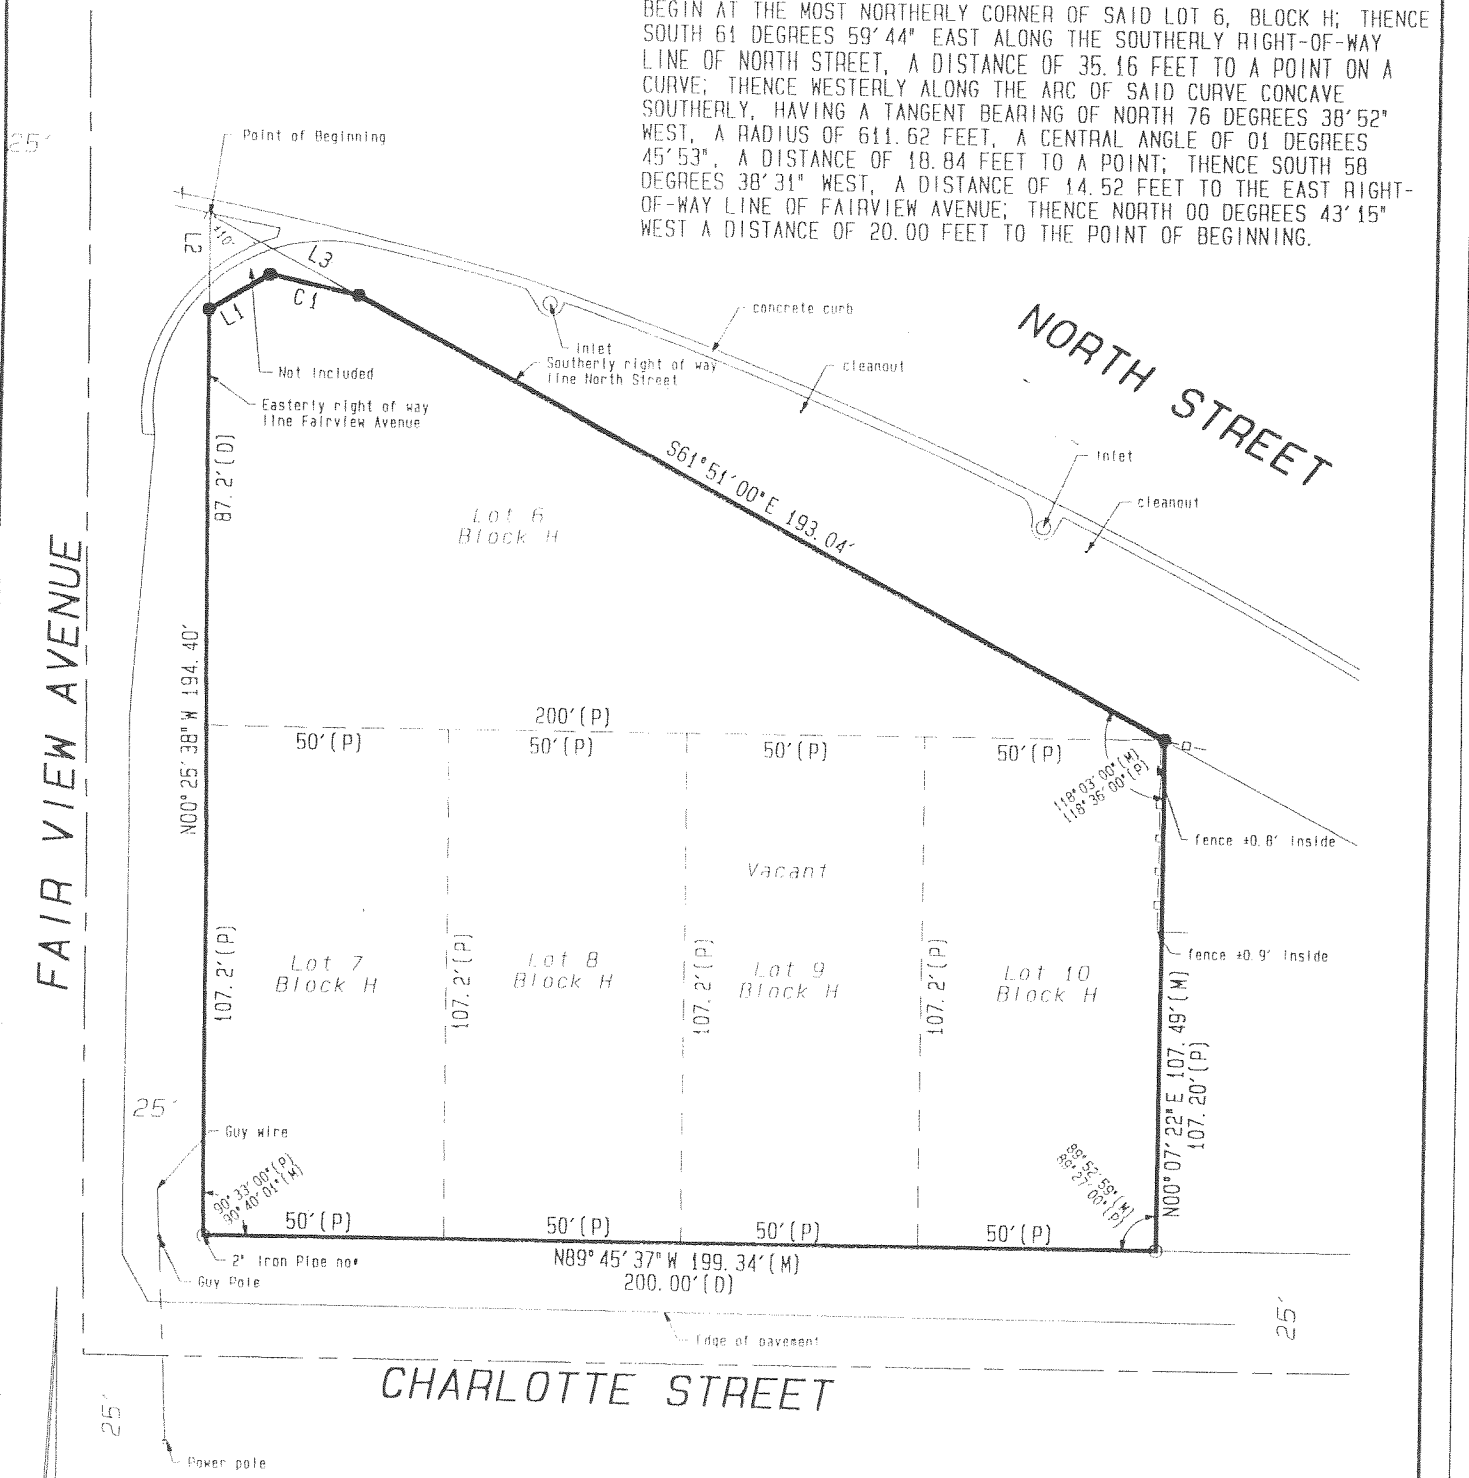 BEGIN AT THE MOST NORTHERLY CORNER OF SAID LOT 6, BLOCK H; THENCE
SOUTH 61 DEGREES 59'44" EAST ALONG THE SOUTHERLY RIGHT-OF-WAY
LINE OF NORTH STREET, A DISTANCE OF 35.16 FEET TO A POINT ON A
CURVE; THENCE WESTERLY ALONG THE ARC OF SAID CURVE CONCAVE
SOUTHERLY, HAVING A TANGENT BEARING OF NORTH 76 DEGREES 38'52"
WEST, A RADIUS OF 611.62 FEET, A CENTRAL ANGLE OF 01 DEGREES
45'53", A DISTANCE OF 18.84 FEET TO A POINT; THENCE SOUTH 58
DEGREES 38'31" WEST, A DISTANCE OF 14.52 FEET TO THE EAST RIGHT-
OF-WAY LINE OF FAIRVIEW AVENUE; THENCE NORTH 00 DEGREES 43'15"
WEST A DISTANCE OF 20.00 FEET TO THE POINT OF BEGINNING.
25'
Point of Beginning
L2
±10'
L3
L1
C1
concrete curb
NORTH STREET
Inlet
Southerly right of way
line North Street
cleanout
Not Included
Easterly right of way
line Fairview Avenue
87.2'(D)
S61°51'00"E 193.04'
Inlet
cleanout
Lot 6
Block H
FAIR VIEW AVENUE
N00°25'38"W 194.40'
200'(P)
50'(P)
50'(P)
50'(P)
50'(P)
118°03'00"(M)
118°36'00"(P)
fence ±0.8' inside
Vacant
107.2'(P)
Lot 7
Block H
107.2'(P)
Lot 8
Block H
107.2'(P)
Lot 9
Block H
107.2'(P)
Lot 10
Block H
fence ±0.9' inside
N00°07'22"E 107.49'(M)
107.20'(P)
25'
Guy wire
90°33'00"(P)
90°40'01"(M)
89°52'59"(M)
89°27'00"(P)
50'(P)
50'(P)
50'(P)
50'(P)
2" Iron Pipe
N89°45'37"W 199.34'(M)
200.00'(D)
Guy Pole
Edge of pavement
25'
CHARLOTTE STREET
25'
Power pole